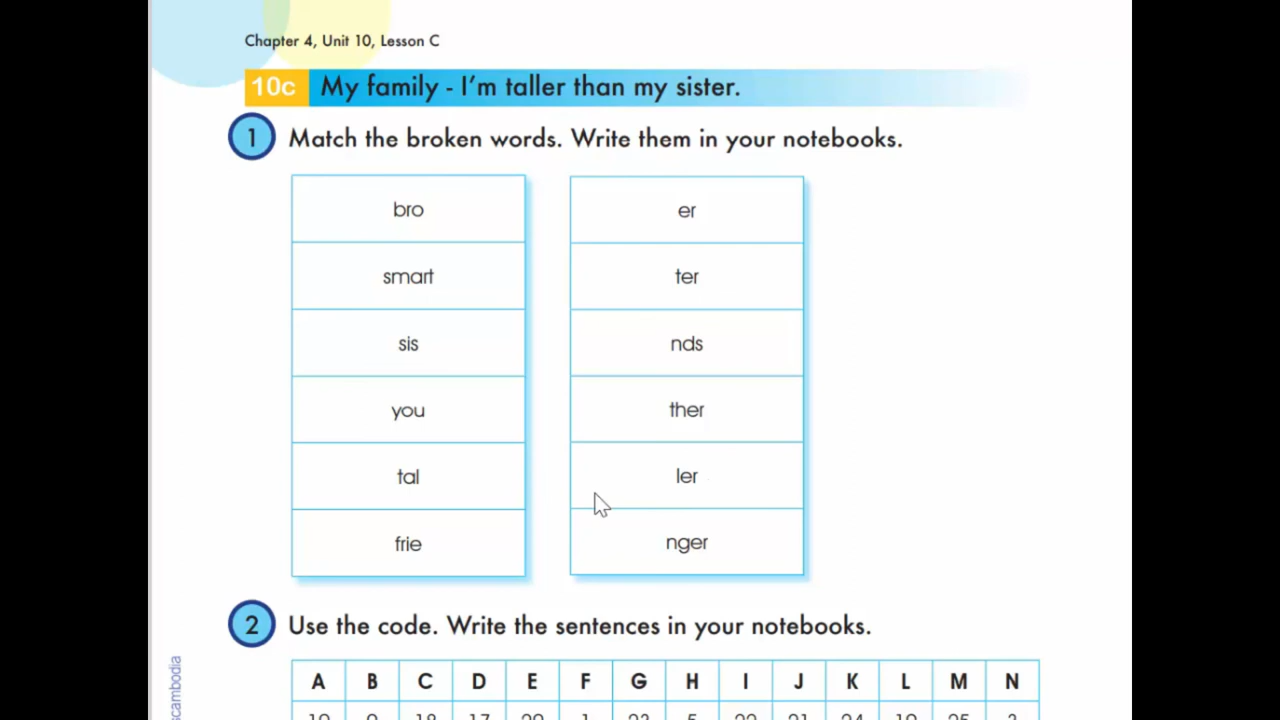 Chapter 4, Unit 10, Lesson C
10c My family - I'm taller than my sister.
1 Match the broken words. Write them in your notebooks.
bro er
smart ter
sis nds
you ther
tal ler
frie nger
2 Use the code. Write the sentences in your notebooks.
A B C D E F G H I J K L M N
scambodia